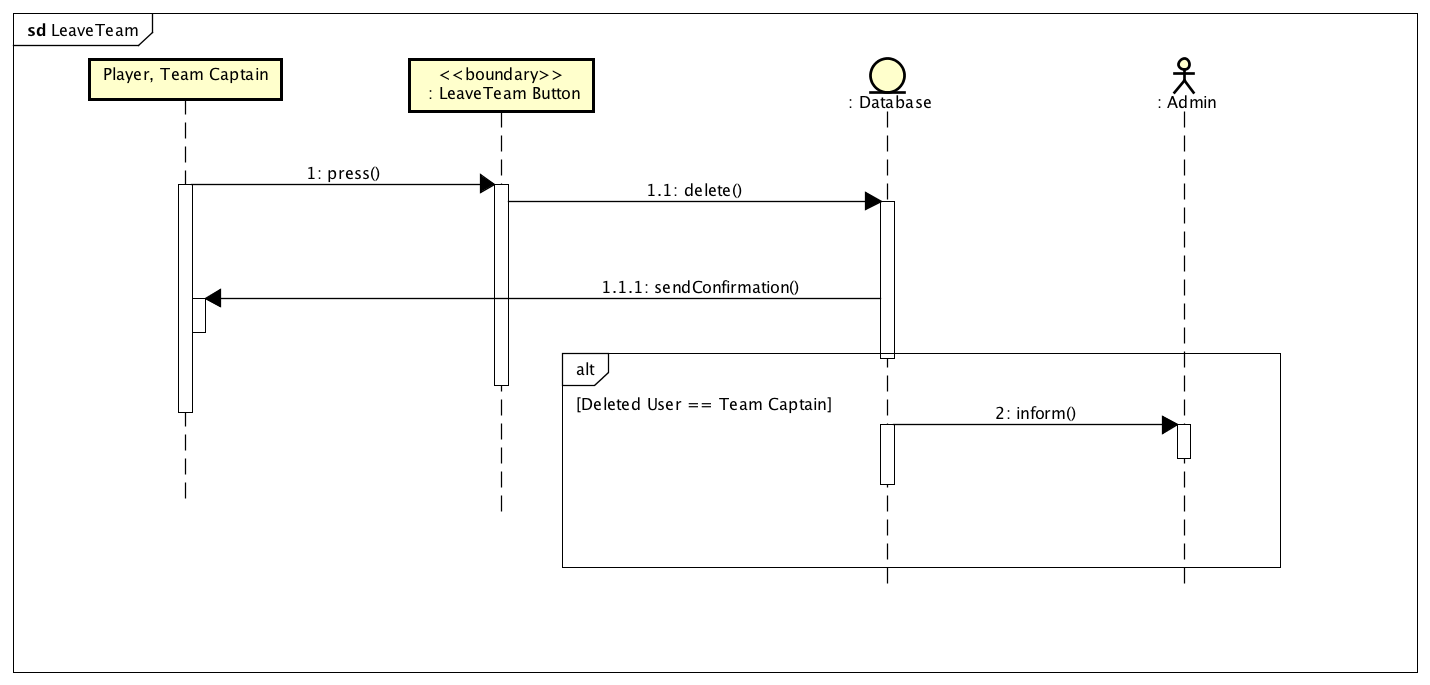 sd LeaveTeam
Player, Team Captain
<<boundary>>
: LeaveTeam Button
: Database
: Admin
1: press()
1.1: delete()
1.1.1: sendConfirmation()
alt
[Deleted User == Team Captain]
2: inform()